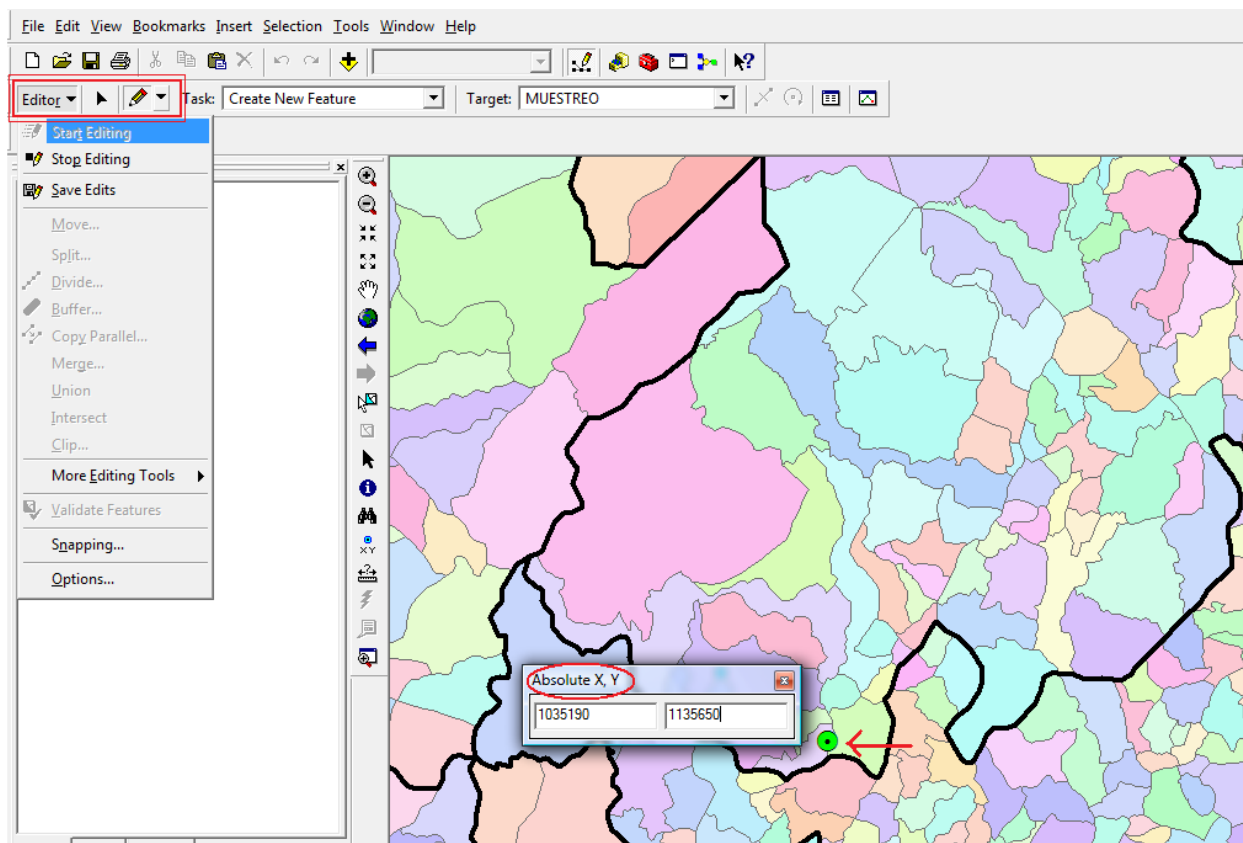 File Edit View Bookmarks Insert Selection Tools Window Help
Editor Task: Create New Feature Target: MUESTREO
Start Editing
Stop Editing
Save Edits
Move...
Split...
Divide...
Buffer...
Copy Parallel...
Merge...
Union
Intersect
Clip...
More Editing Tools
Validate Features
Snapping...
Options...
XY
Absolute X, Y
1035190 1135650